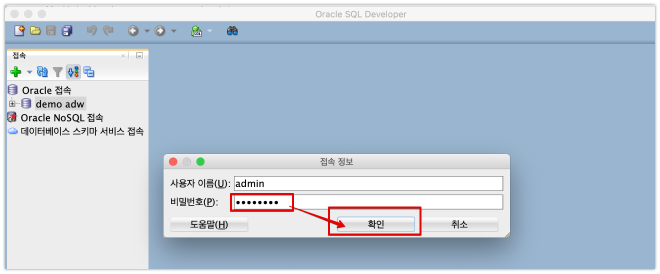 Oracle SQL Developer
접속
Oracle 접속
demo adw
Oracle NoSQL 접속
데이터베이스 스키마 서비스 접속
접속 정보
사용자 이름(U): admin
비밀번호(P): ••••••••
도움말(H) 확인 취소